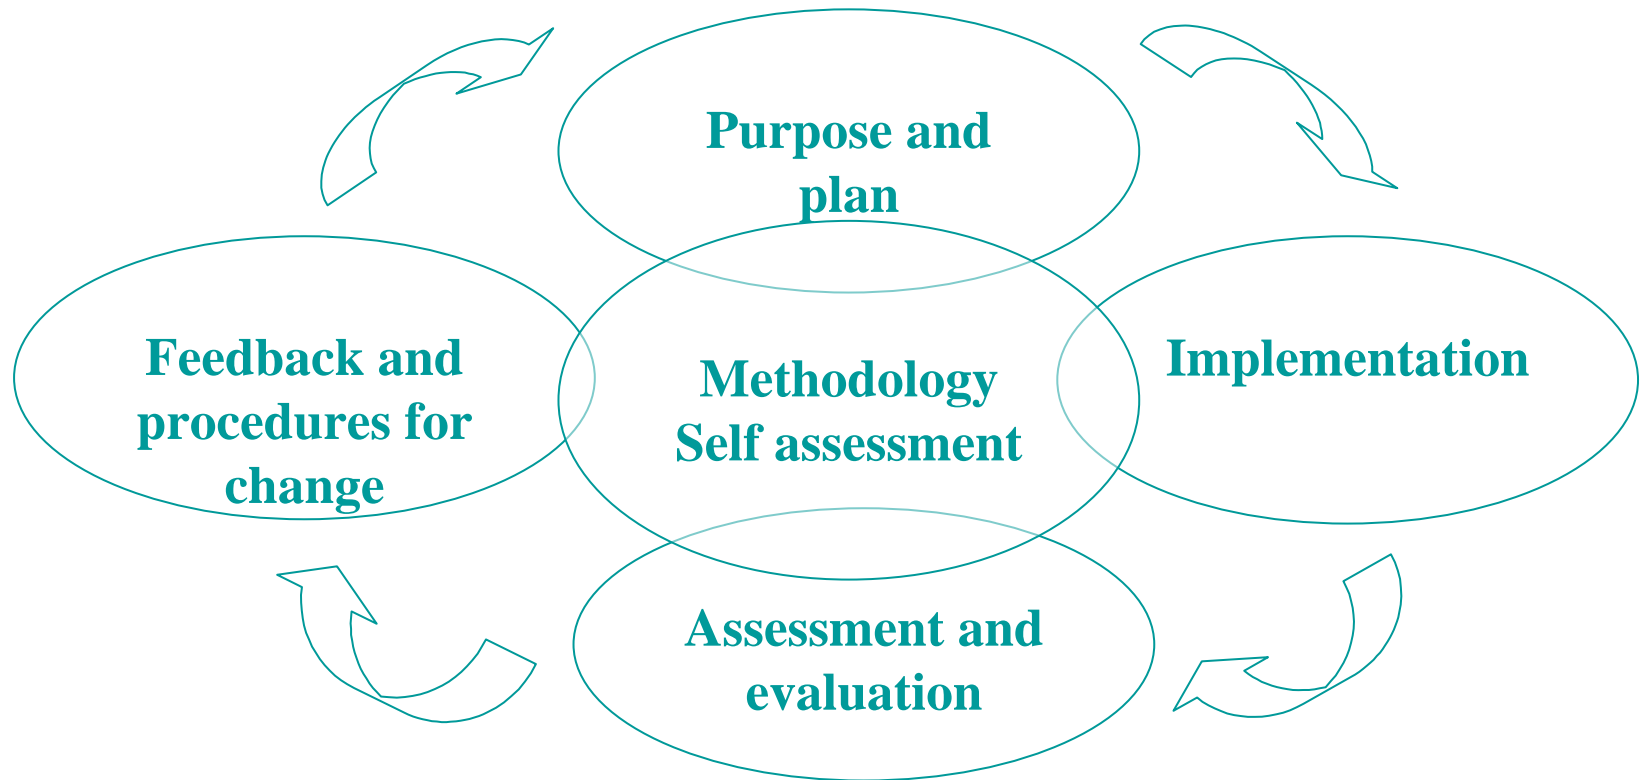 Purpose and
plan
Feedback and
procedures for
change
Methodology
Self assessment
Implementation
Assessment and
evaluation